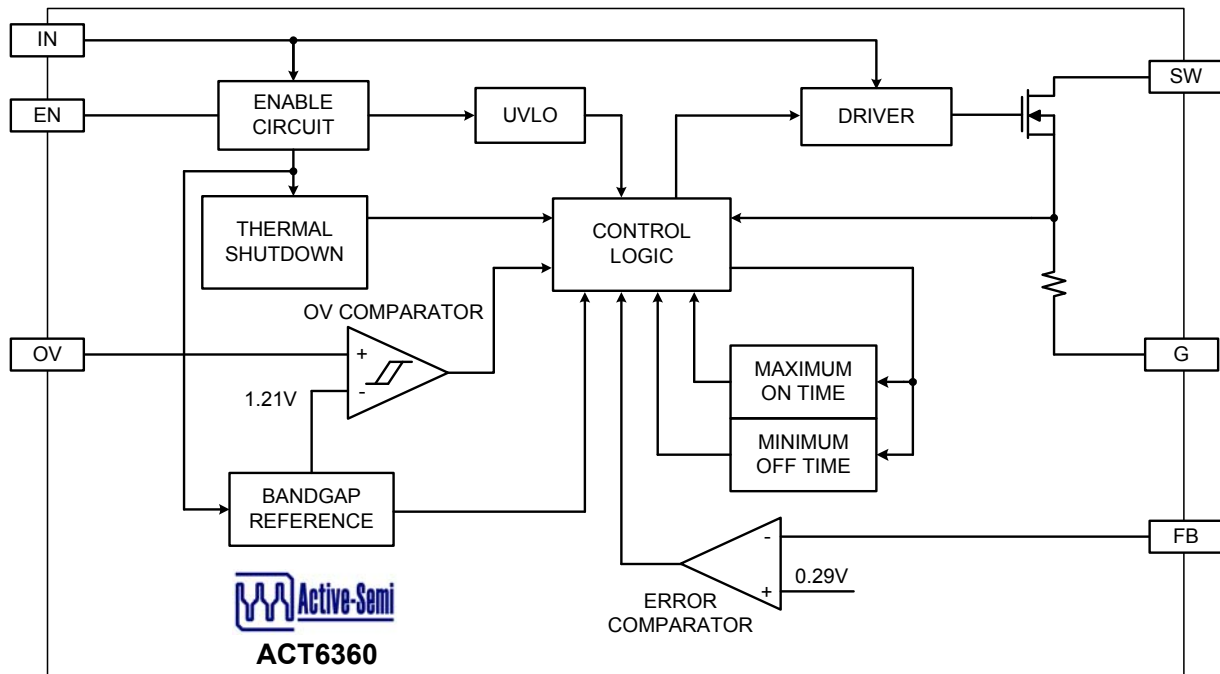 IN
SW
EN
ENABLE
CIRCUIT
UVLO
DRIVER
THERMAL
SHUTDOWN
CONTROL
LOGIC
OV COMPARATOR
OV
+
-
1.21V
G
MAXIMUM
ON TIME
MINIMUM
OFF TIME
BANDGAP
REFERENCE
FB
-
+
0.29V
ERROR
COMPARATOR
Active-Semi
ACT6360